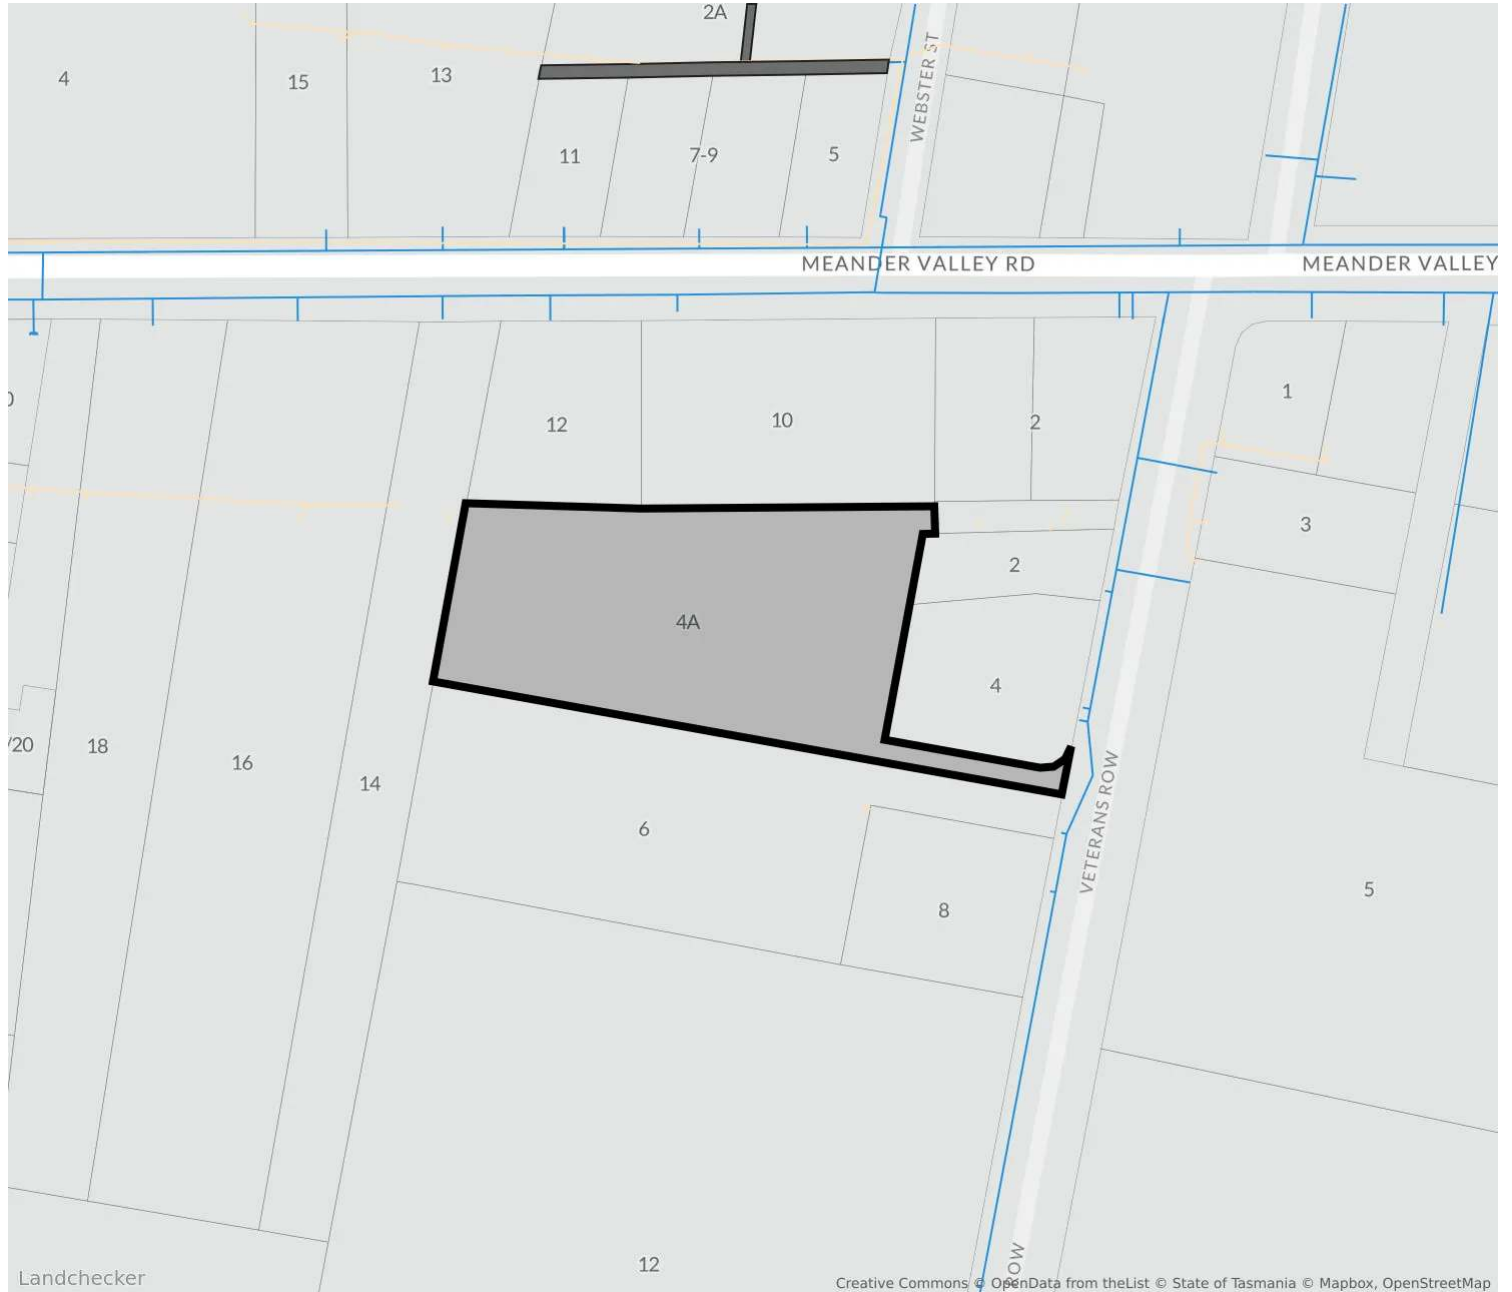 2A
4
15
13
WEBSTER ST
11
7-9
5
MEANDER VALLEY RD
MEANDER VALLEY
1
12
10
2
3
2
4A
4
/20
18
16
14
VETERANS ROW
6
5
8
ROW
12
Landchecker
Creative Commons © OpenData from theList © State of Tasmania © Mapbox, OpenStreetMap